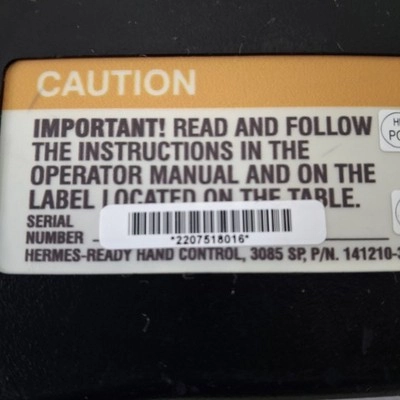 CAUTION
IMPORTANT! READ AND FOLLOW
THE INSTRUCTIONS IN THE
OPERATOR MANUAL AND ON THE
LABEL LOCATED ON THE TABLE.
SERIAL
NUMBER
*2207518016*
HERMES-READY HAND CONTROL, 3085 SP, P/N. 141210-3